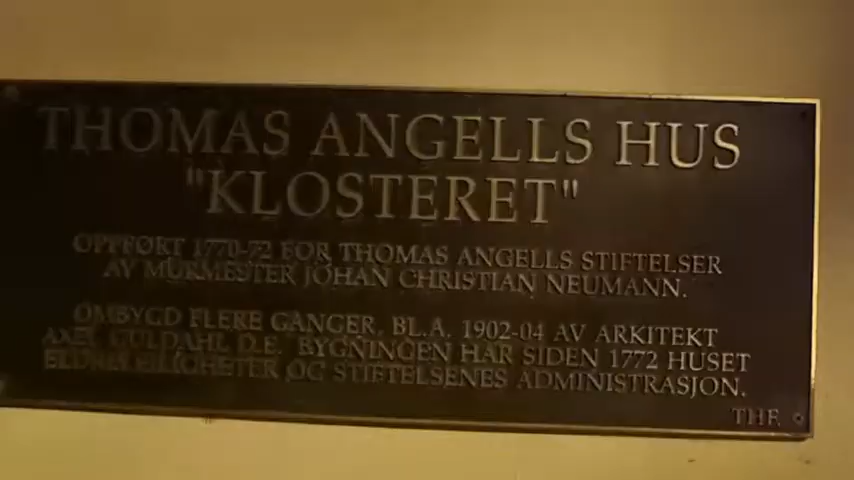 THOMAS ANGELLS HUS
"KLOSTERET"
OPPFØRT 1770-72 FOR THOMAS ANGELLS STIFTELSER
AV MURMESTER JOHAN CHRISTIAN NEUMANN.
OMBYGD FLERE GANGER, BL.A. 1902-04 AV ARKITEKT
AXEL GULDAHL D.E. BYGNINGEN HAR SIDEN 1772 HUSET
OG STIFTELSENES ADMINISTRASJON.
THF.